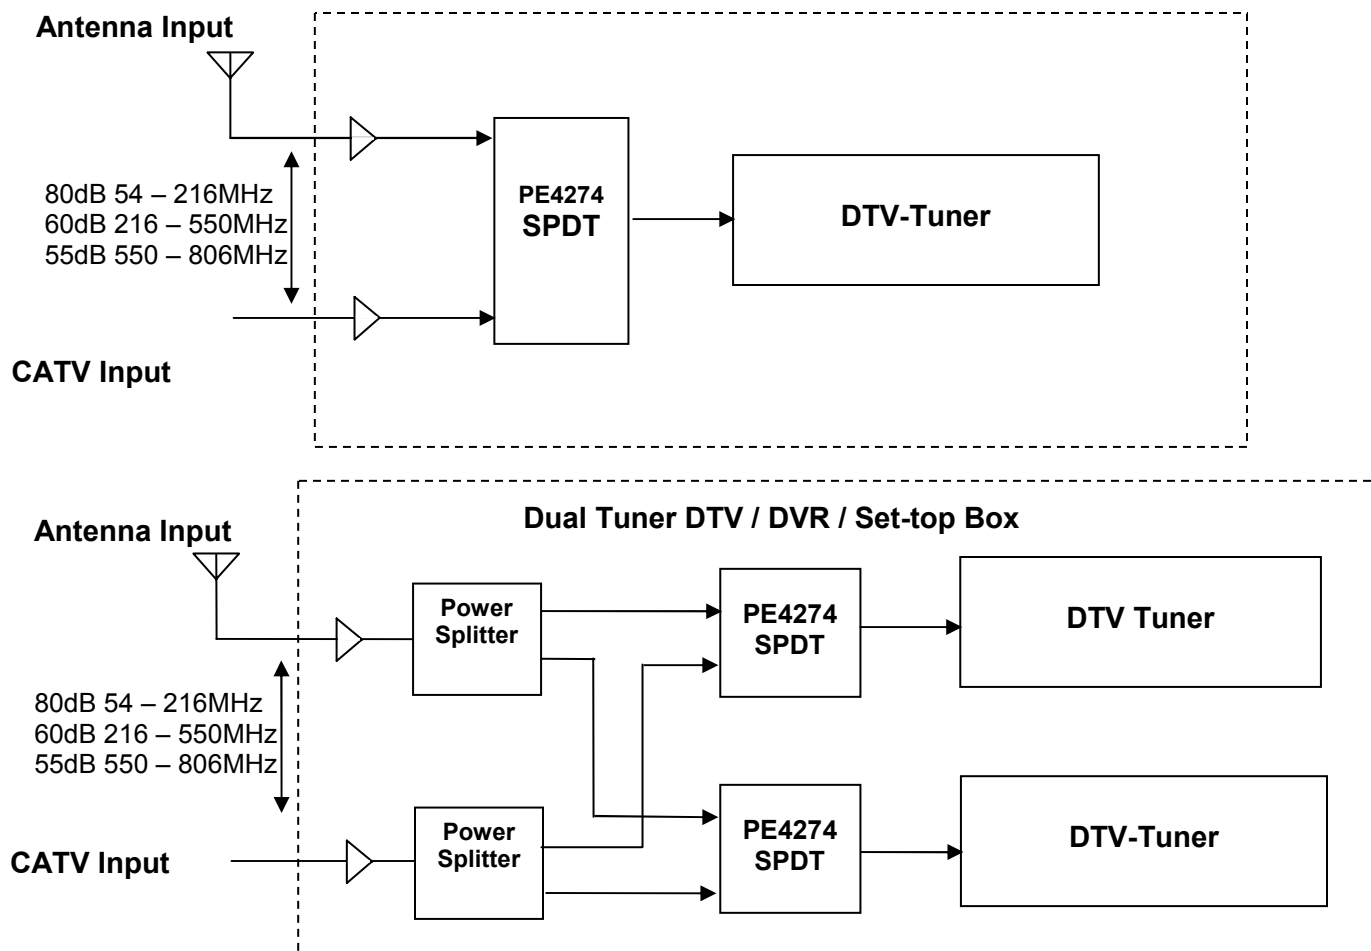 Antenna Input
80dB 54 – 216MHz
60dB 216 – 550MHz
55dB 550 – 806MHz
CATV Input
PE4274
SPDT
DTV-Tuner
Dual Tuner DTV / DVR / Set-top Box
Antenna Input
80dB 54 – 216MHz
60dB 216 – 550MHz
55dB 550 – 806MHz
CATV Input
Power
Splitter
Power
Splitter
PE4274
SPDT
PE4274
SPDT
DTV Tuner
DTV-Tuner